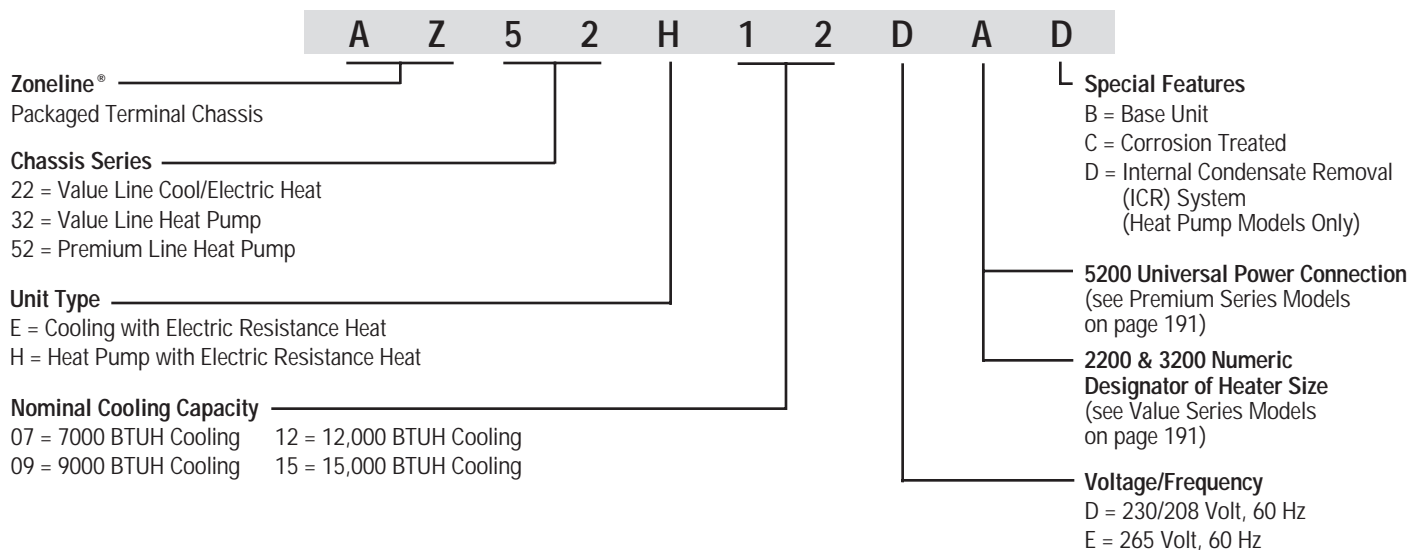 A Z 5 2 H 1 2 D A D
Zoneline®
Packaged Terminal Chassis
Chassis Series
22 = Value Line Cool/Electric Heat
32 = Value Line Heat Pump
52 = Premium Line Heat Pump
Unit Type
E = Cooling with Electric Resistance Heat
H = Heat Pump with Electric Resistance Heat
Nominal Cooling Capacity
07 = 7000 BTUH Cooling 12 = 12,000 BTUH Cooling
09 = 9000 BTUH Cooling 15 = 15,000 BTUH Cooling
Special Features
B = Base Unit
C = Corrosion Treated
D = Internal Condensate Removal
(ICR) System
(Heat Pump Models Only)
5200 Universal Power Connection
(see Premium Series Models
on page 191)
2200 & 3200 Numeric
Designator of Heater Size
(see Value Series Models
on page 191)
Voltage/Frequency
D = 230/208 Volt, 60 Hz
E = 265 Volt, 60 Hz